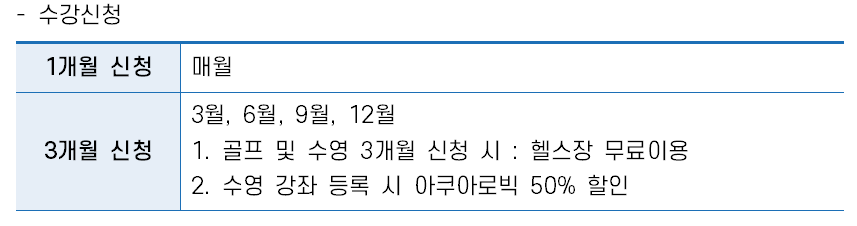 - 수강신청
1개월 신청 매월
3월, 6월, 9월, 12월
3개월 신청 1. 골프 및 수영 3개월 신청 시 : 헬스장 무료이용
2. 수영 강좌 등록 시 아쿠아로빅 50% 할인